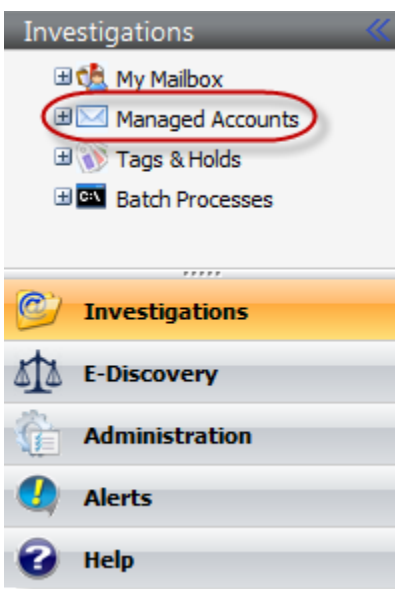 Investigations
My Mailbox
Managed Accounts
Tags & Holds
C:\
Batch Processes
Investigations
E-Discovery
Administration
Alerts
Help